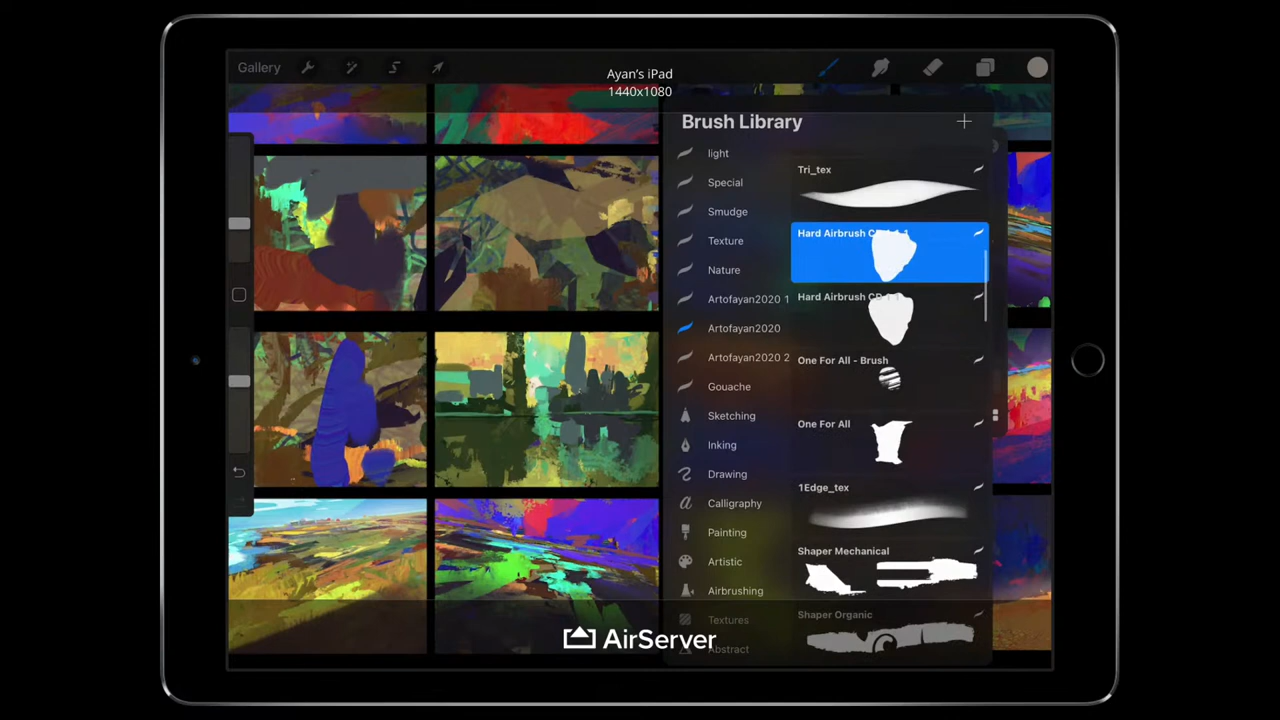 Gallery
Ayan's iPad
1440x1080
Brush Library
light
Special
Smudge
Texture
Nature
Artofayan2020 1
Artofayan2020
Artofayan2020 2
Gouache
Sketching
Inking
Drawing
Calligraphy
Painting
Artistic
Airbrushing
Textures
Abstract
Tri_tex
Hard Airbrush
Hard Airbrush
One For All - Brush
One For All
1Edge_tex
Shaper Mechanical
Shaper Organic
AirServer